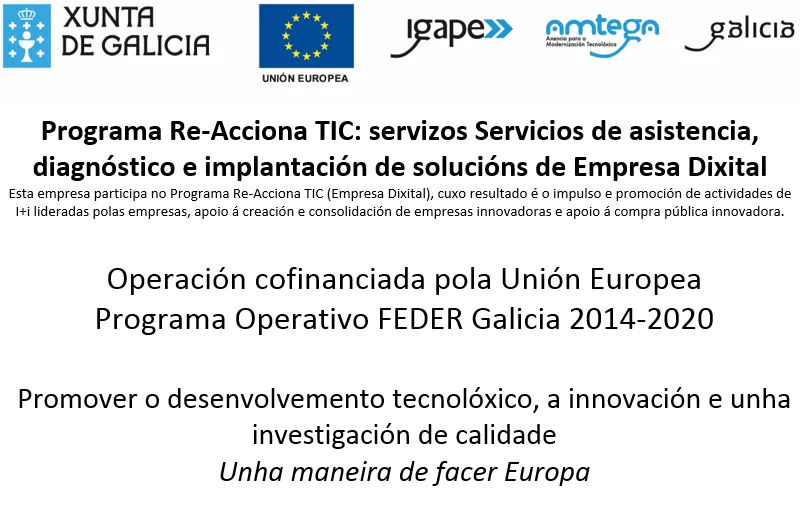 XUNTA
DE GALICIA
UNIÓN EUROPEA
igape
amtega
Axencia para a
Modernización Tecnolóxica
galicia
Programa Re-Acciona TIC: servizos Servicios de asistencia,
diagnóstico e implantación de solucións de Empresa Dixital
Esta empresa participa no Programa Re-Acciona TIC (Empresa Dixital), cuxo resultado é o impulso e promoción de actividades de
I+i lideradas polas empresas, apoio á creación e consolidación de empresas innovadoras e apoio á compra pública innovadora.
Operación cofinanciada pola Unión Europea
Programa Operativo FEDER Galicia 2014-2020
Promover o desenvolvemento tecnolóxico, a innovación e unha
investigación de calidade
Unha maneira de facer Europa